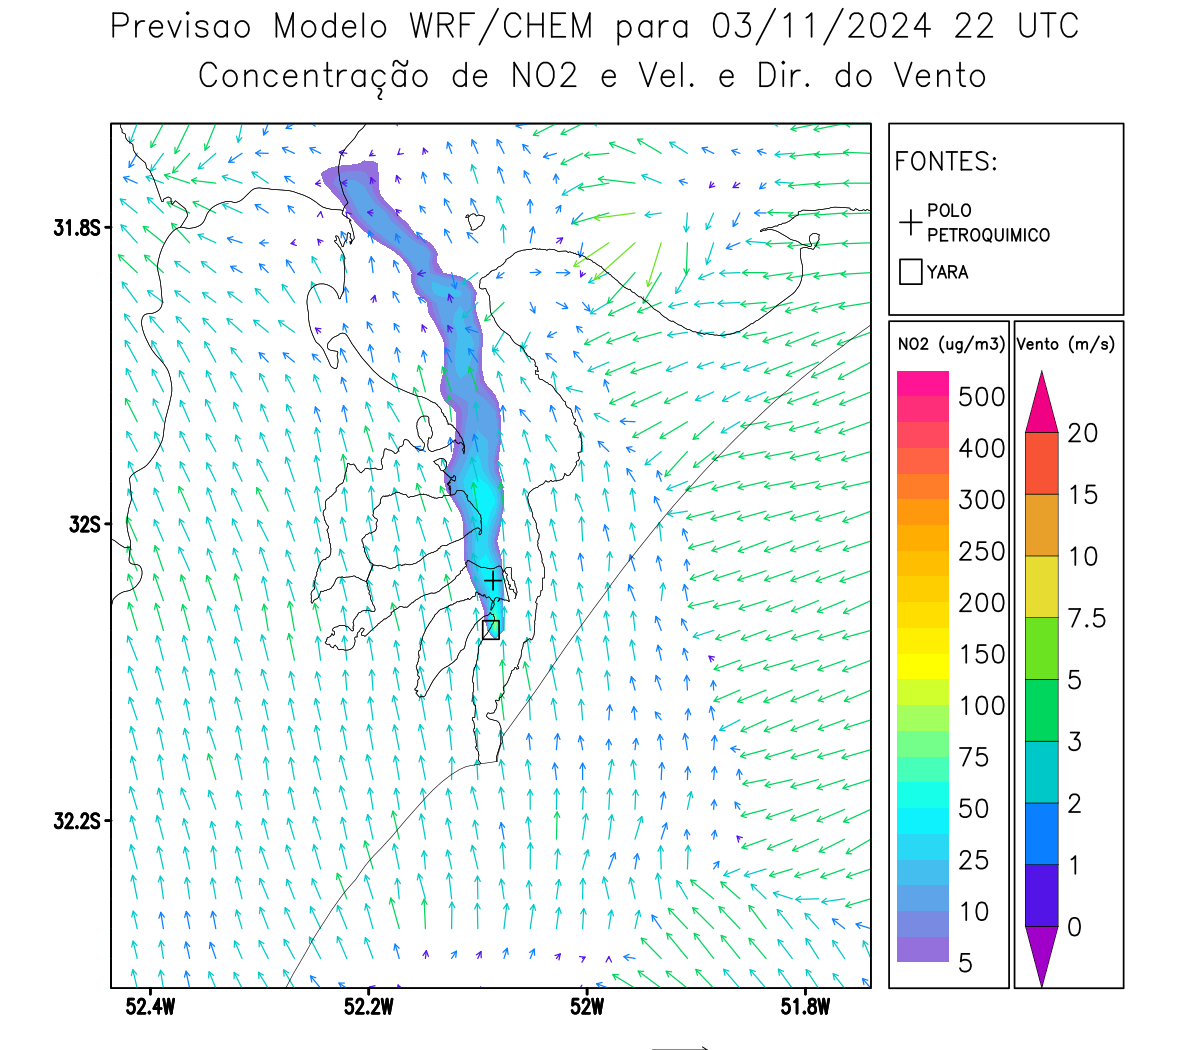 Previsao Modelo WRF/CHEM para 03/11/2024 22 UTC
Concentração de NO2 e Vel. e Dir. do Vento
FONTES:
POLO
PETROQUIMICO
YARA
31.8S
32S
32.2S
52.4W
52.2W
52W
51.8W
NO2 (ug/m3)
500
400
300
250
200
150
100
75
50
25
10
5
Vento (m/s)
20
15
10
7.5
5
3
2
1
0